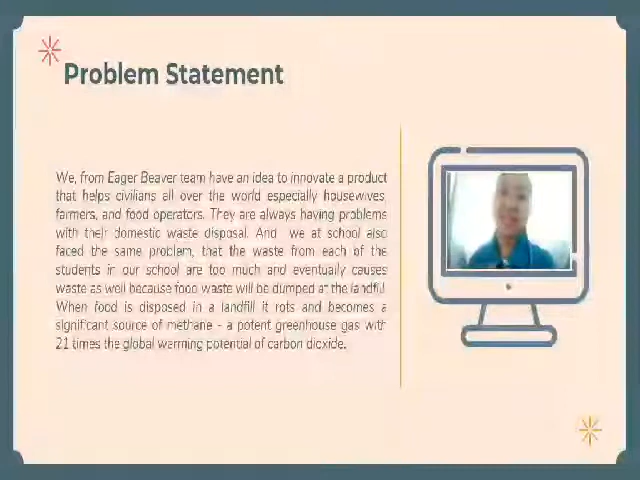 Problem Statement
We, from Eager Beaver team have an idea to innovate a product
that helps civilians all over the world especially housewives,
farmers, and food operators. They are always having problems
with their domestic waste disposal. And we at school also
faced the same problem, that the waste from each of the
students in our school are too much and eventually causes
waste as well because food waste will be dumped at the landfill.
When food is disposed in a landfill it rots and becomes a
significant source of methane - a potent greenhouse gas with
21 times the global warming potential of carbon dioxide.